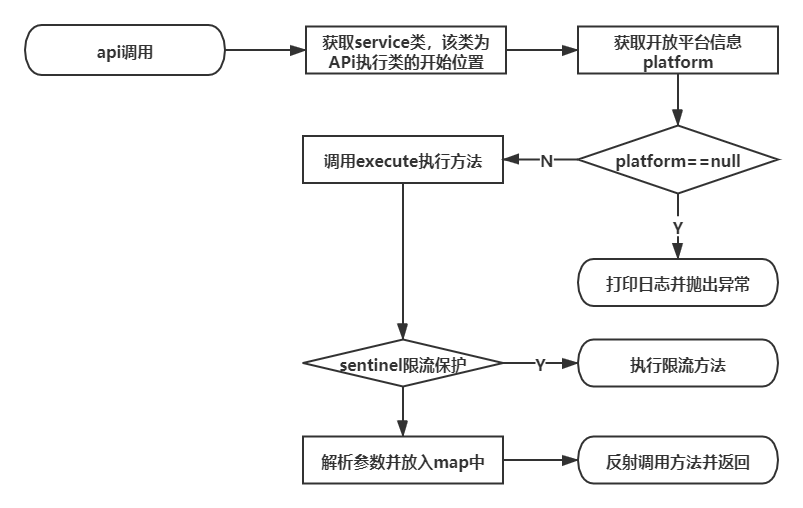 api调用
获取service类，该类为
APi执行类的开始位置
获取开放平台信息
platform
调用execute执行方法
N
platform==null
Y
打印日志并抛出异常
sentinel限流保护
Y
执行限流方法
解析参数并放入map中
反射调用方法并返回